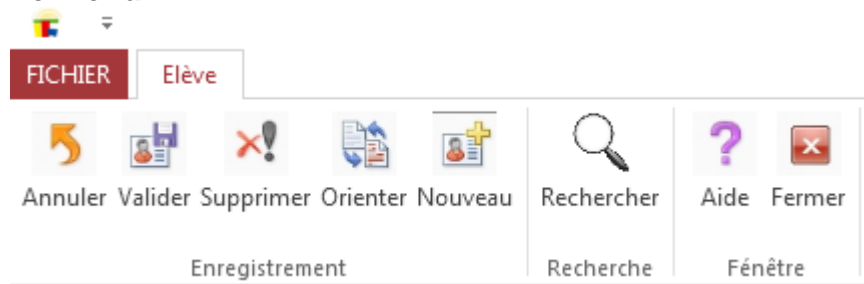 FICHIER Elève
Annuler Valider Supprimer Orienter Nouveau Rechercher Aide Fermer
Enregistrement Recherche Fénêtre